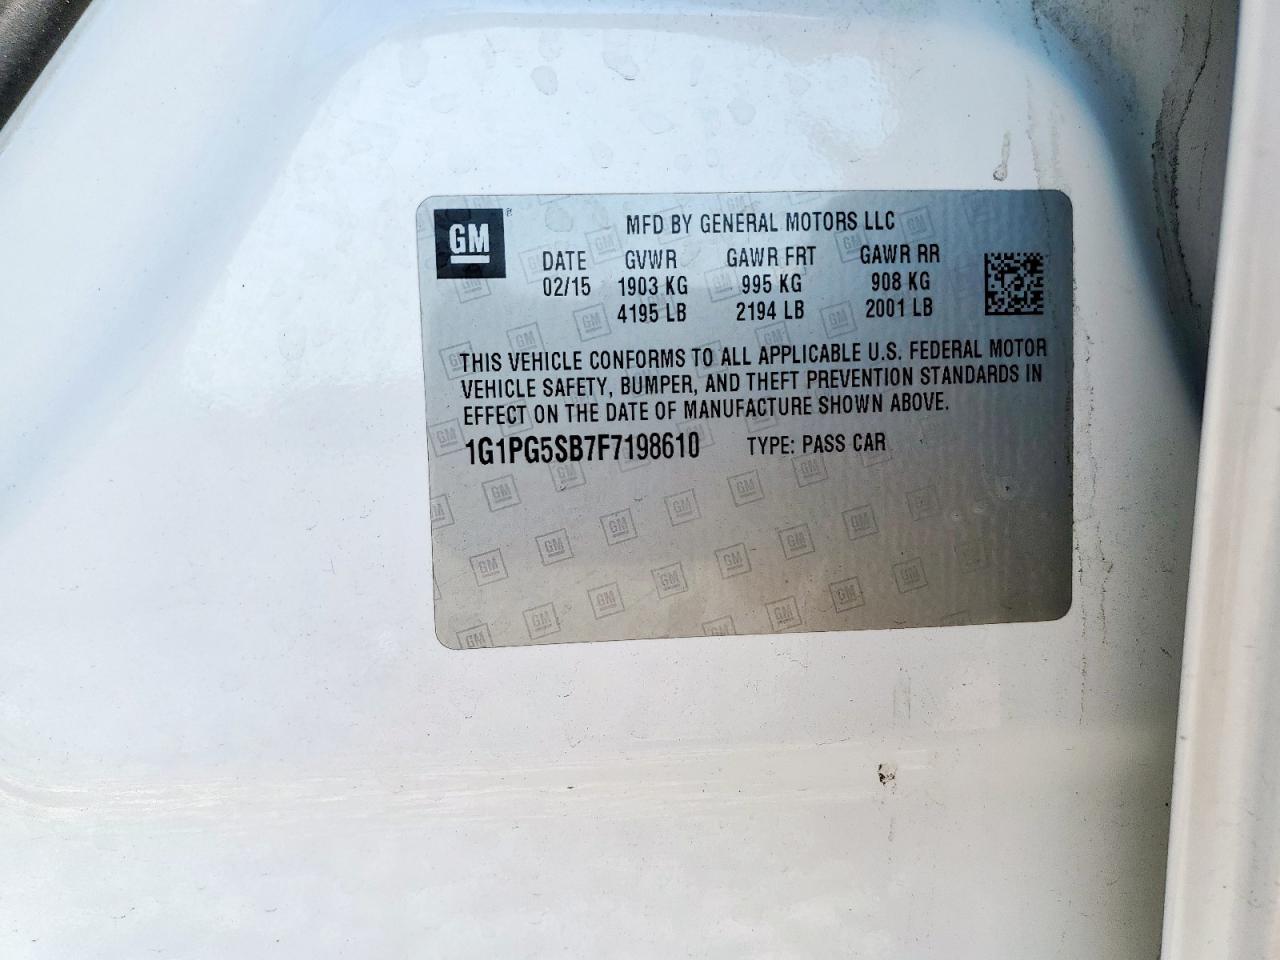 GM ®
MFD BY GENERAL MOTORS LLC
DATE GVWR GAWR FRT GAWR RR
02/15 1903 KG 995 KG 908 KG
4195 LB 2194 LB 2001 LB
THIS VEHICLE CONFORMS TO ALL APPLICABLE U.S. FEDERAL MOTOR
VEHICLE SAFETY, BUMPER, AND THEFT PREVENTION STANDARDS IN
EFFECT ON THE DATE OF MANUFACTURE SHOWN ABOVE.
1G1PG5SB7F7198610 TYPE: PASS CAR